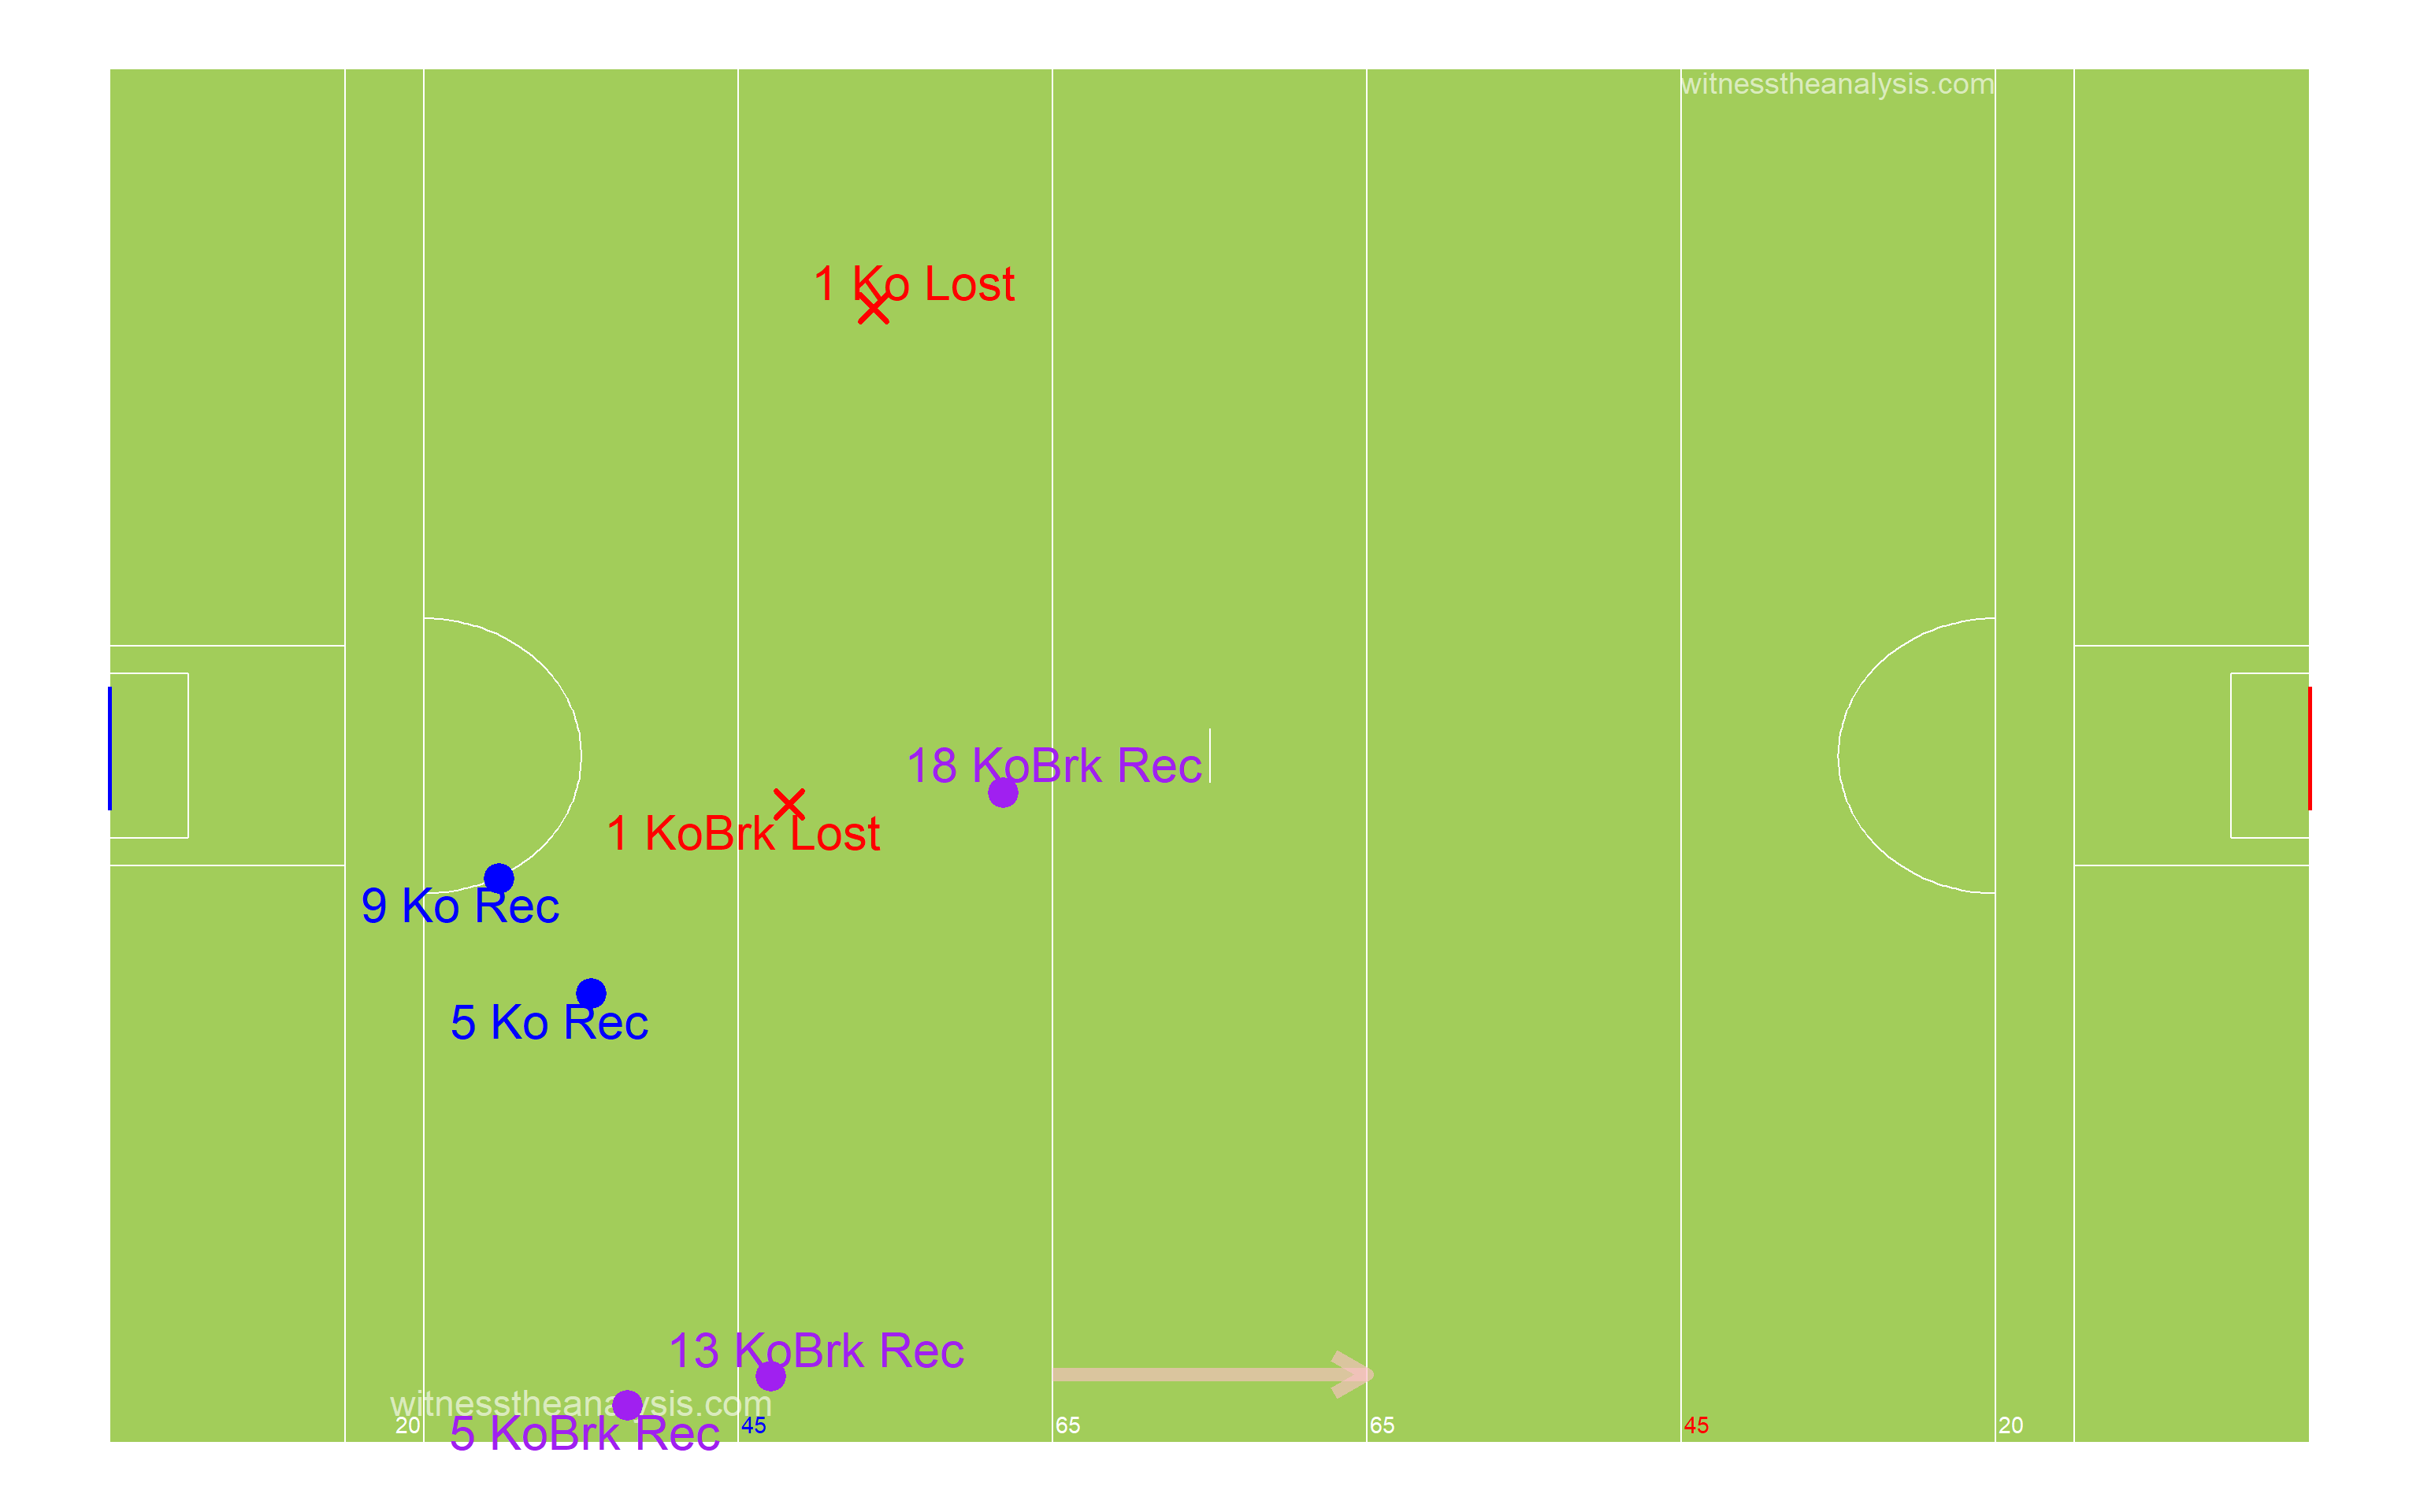 witnesstheanalysis.com
1 Ko Lost
18 KoBrk Rec
1 KoBrk Lost
9 Ko Rec
5 Ko Rec
13 KoBrk Rec
witnesstheanalysis.com
5 KoBrk Rec
20 45 65 65 45 20